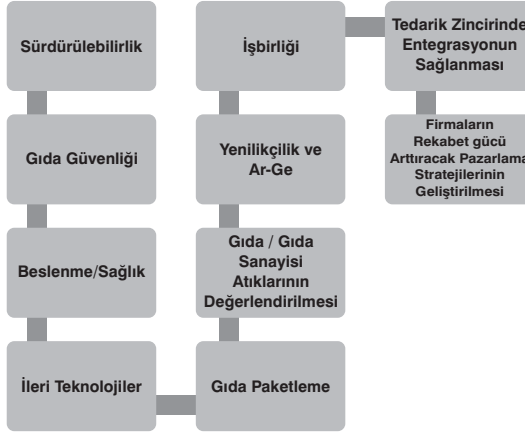 Sürdürülebilirlik
Gıda Güvenliği
Beslenme/Sağlık
İleri Teknolojiler
Gıda Paketleme
Gıda / Gıda
Sanayisi
Atıklarının
Değerlendirilmesi
Yenilikçilik ve
Ar-Ge
İşbirliği
Tedarik Zincirinde
Entegrasyonun
Sağlanması
Firmaların
Rekabet gücü
Arttıracak Pazarlama
Stratejilerinin
Geliştirilmesi